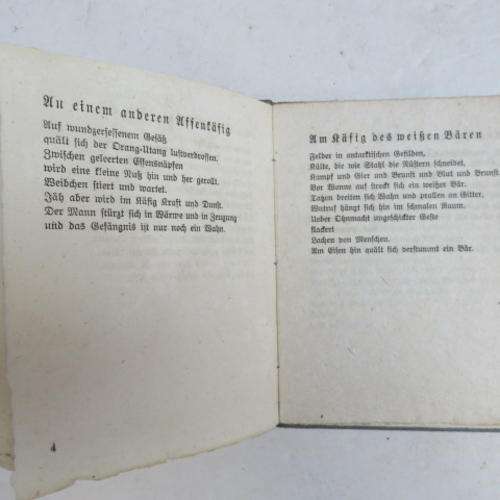 An einem anderen Affenkäfig
Auf wundzersessenem Gesäß
quält sich der Orang-Utang lustverdrossen.
Zwischen geleerten Essensnäpfen
wird eine kleine Nuß hin und her gerollt.
Weibchen stiert und wartet.
Jäh aber wird im Käfig Kraft und Dunst.
Der Mann stürzt sich in Wärme und in Zeugung
und das Gefängnis ist nur noch ein Wahn.
4
Am Käfig des weißen Bären
Felder in antarktischen Gefilden,
Kälte, die wie Stahl die Nüstern schneidet.
Kampf und Gier und Brunst und Blut und Brunst
Vor Wonne auf streckt sich ein weißer Bär.
Tatzen breiten sich Wahn und prallen an Gitter.
Walrus hängt sich hin im schmalen Raum.
Ueber Ohnmacht ungeschickter Geste
flackert
Lachen von Menschen.
Am Eisen hin quält sich verstummt ein Bär.